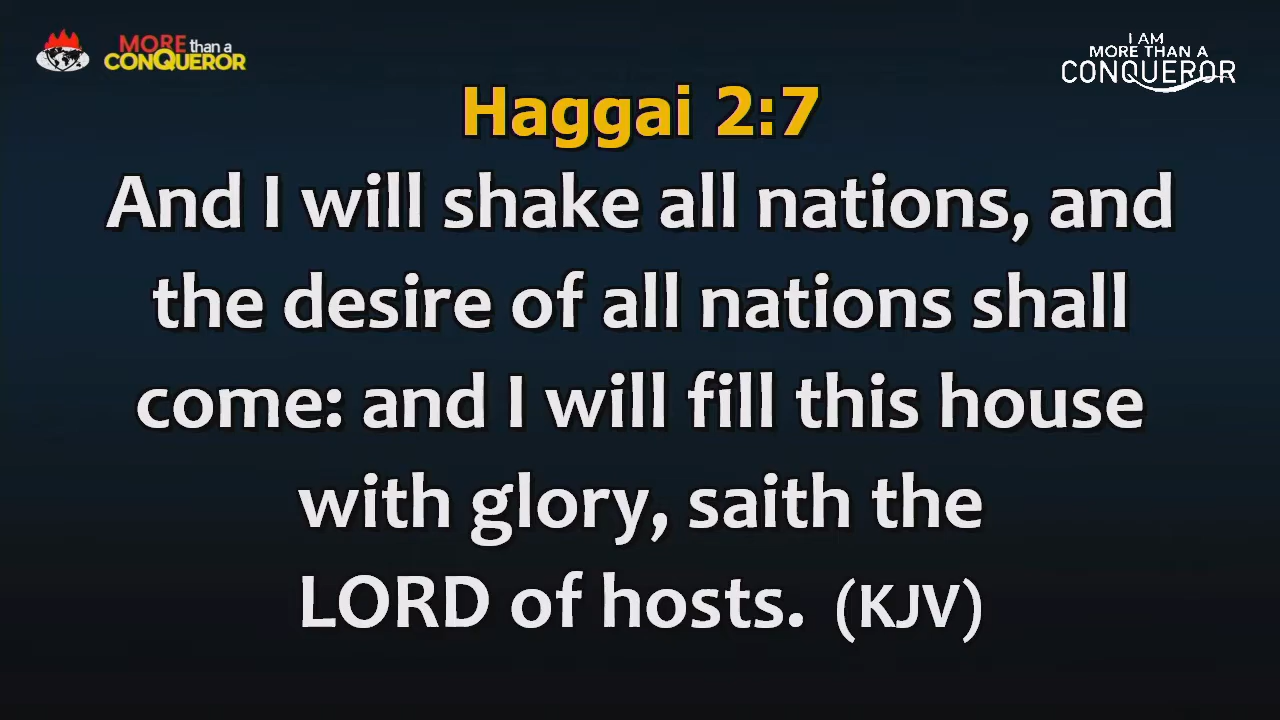 MORE than a
CONQUEROR
I AM
MORE THAN A
CONQUEROR
Haggai 2:7
And I will shake all nations, and
the desire of all nations shall
come: and I will fill this house
with glory, saith the
LORD of hosts. (KJV)